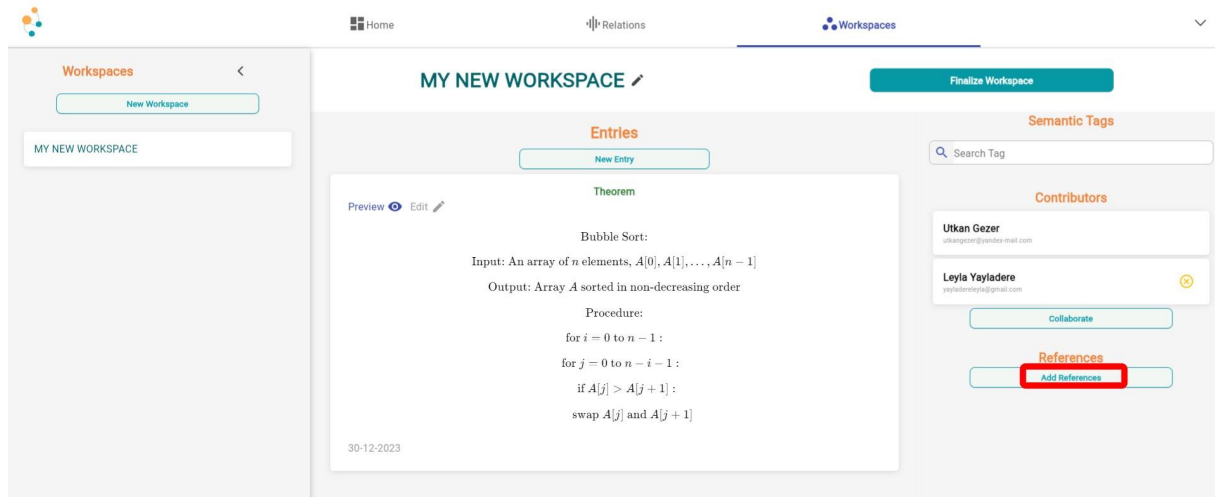 Home
Relations
Workspaces
Workspaces
New Workspace
MY NEW WORKSPACE
MY NEW WORKSPACE
Finalize Workspace
Entries
New Entry
Theorem
Preview Edit
Bubble Sort:
Input: An array of n elements, A[0], A[1], . . . , A[n − 1]
Output: Array A sorted in non-decreasing order
Procedure:
for i = 0 to n − 1 :
for j = 0 to n − i − 1 :
if A[j] > A[j + 1] :
swap A[j] and A[j + 1]
30-12-2023
Semantic Tags
Search Tag
Contributors
Utkan Gezer
utkangezer@yandex-mail.com
Leyla Yayladere
yayladereleyla@gmail.com
Collaborate
References
Add References